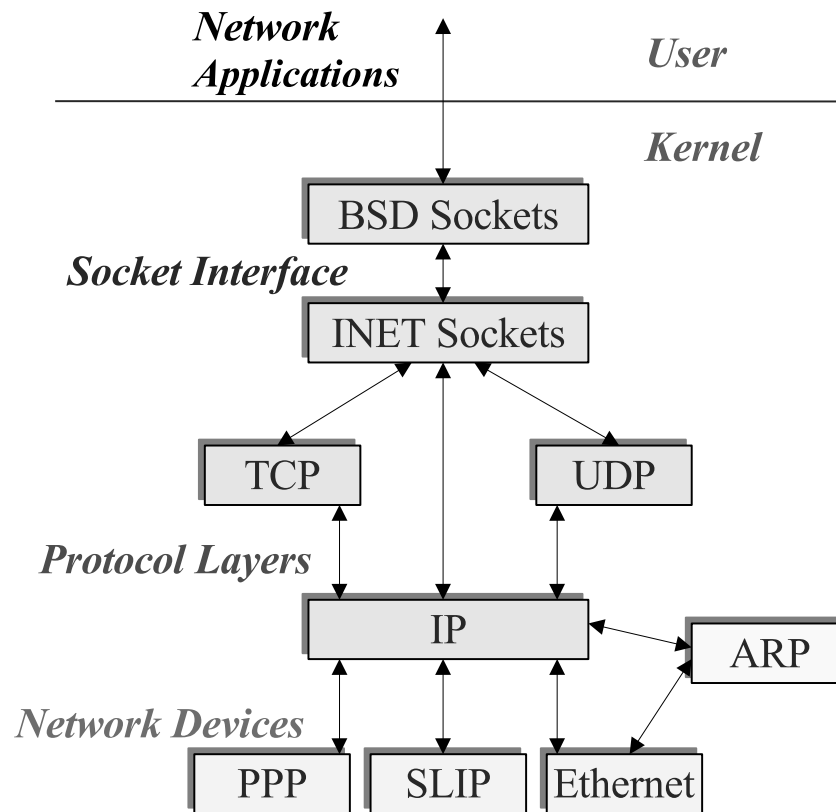 Network
Applications
User
Kernel
BSD Sockets
Socket Interface
INET Sockets
TCP
UDP
Protocol Layers
IP
ARP
Network Devices
PPP
SLIP
Ethernet